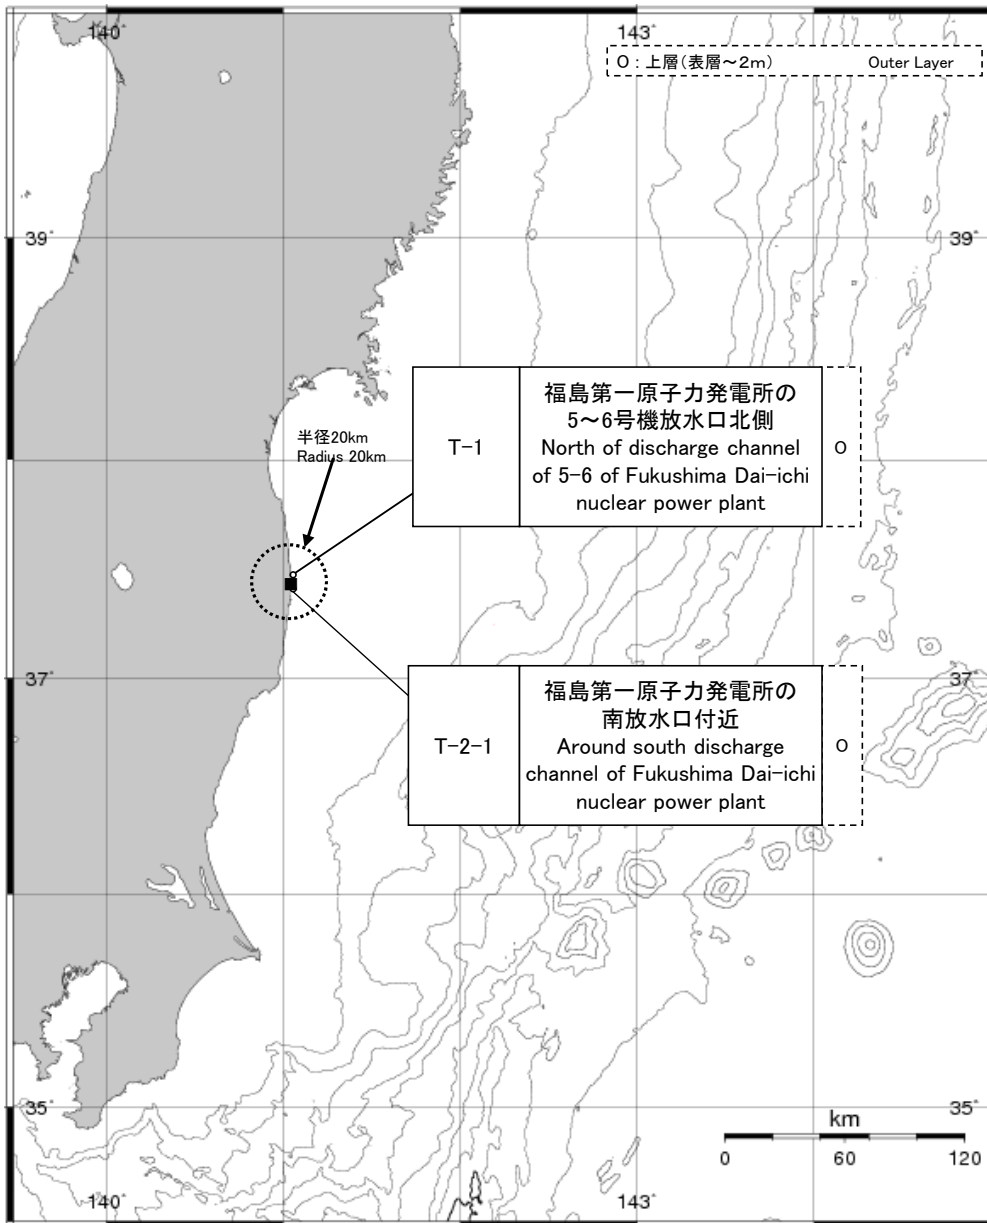 140°
143°
O : 上層(表層～2m) Outer Layer
39°
39°
福島第一原子力発電所の
5～6号機放水口北側
T-1
North of discharge channel
of 5-6 of Fukushima Dai-ichi
nuclear power plant
O
半径20km
Radius 20km
37°
37°
福島第一原子力発電所の
南放水口付近
T-2-1
Around south discharge
channel of Fukushima Dai-ichi
nuclear power plant
O
35°
35°
km
0 60 120
140°
143°